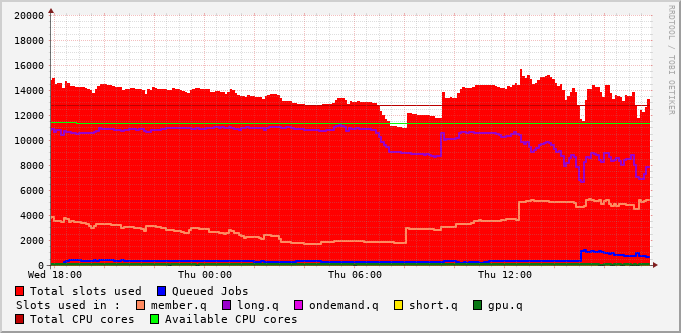 20000
18000
16000
14000
12000
10000
8000
6000
4000
2000
0
Wed 18:00 Thu 00:00 Thu 06:00 Thu 12:00
RRDTOOL / TOBI OETIKER
Total slots used Queued Jobs
Slots used in : member.q long.q ondemand.q short.q gpu.q
Total CPU cores Available CPU cores